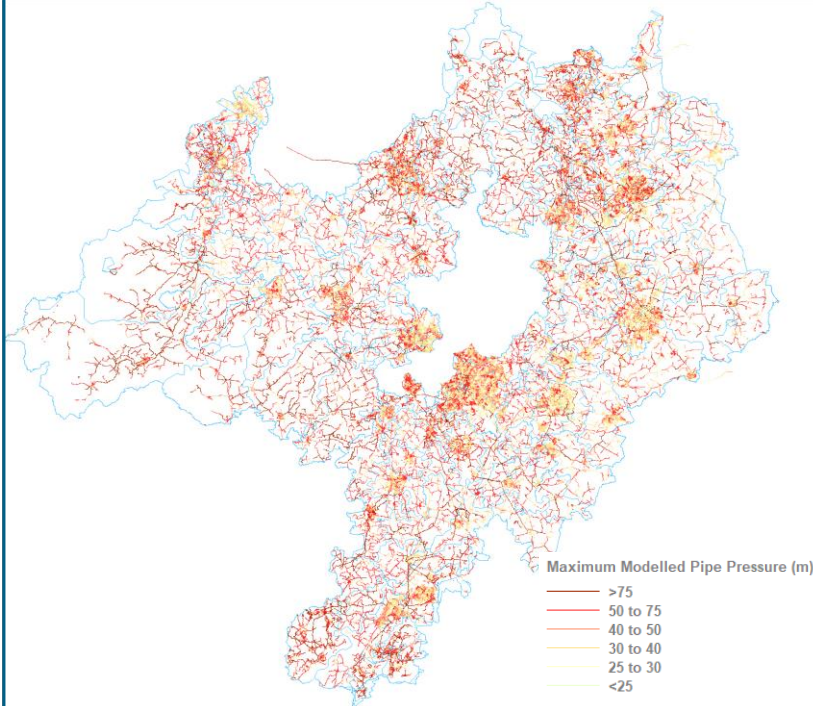 Maximum Modelled Pipe Pressure (m)
>75
50 to 75
40 to 50
30 to 40
25 to 30
<25